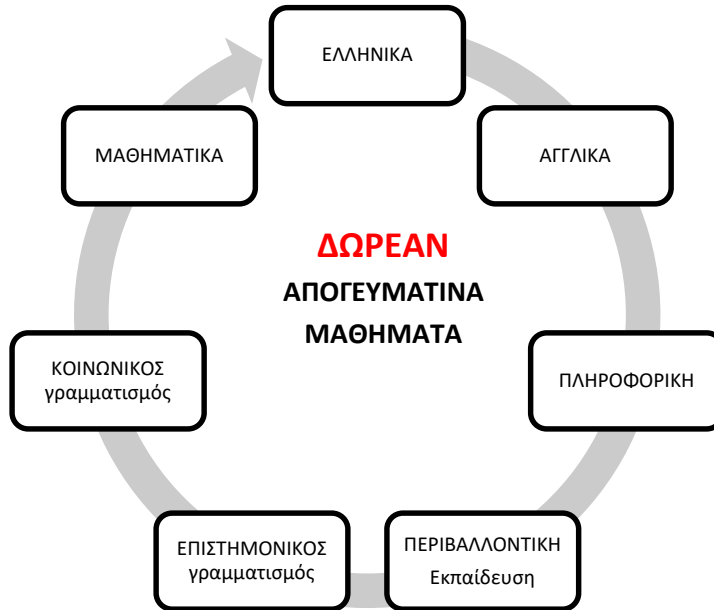 ΕΛΛΗΝΙΚΑ
ΑΓΓΛΙΚΑ
ΠΛΗΡΟΦΟΡΙΚΗ
ΠΕΡΙΒΑΛΛΟΝΤΙΚΗ
Εκπαίδευση
ΕΠΙΣΤΗΜΟΝΙΚΟΣ
γραμματισμός
ΚΟΙΝΩΝΙΚΟΣ
γραμματισμός
ΜΑΘΗΜΑΤΙΚΑ
ΔΩΡΕΑΝ
ΑΠΟΓΕΥΜΑΤΙΝΑ
ΜΑΘΗΜΑΤΑ